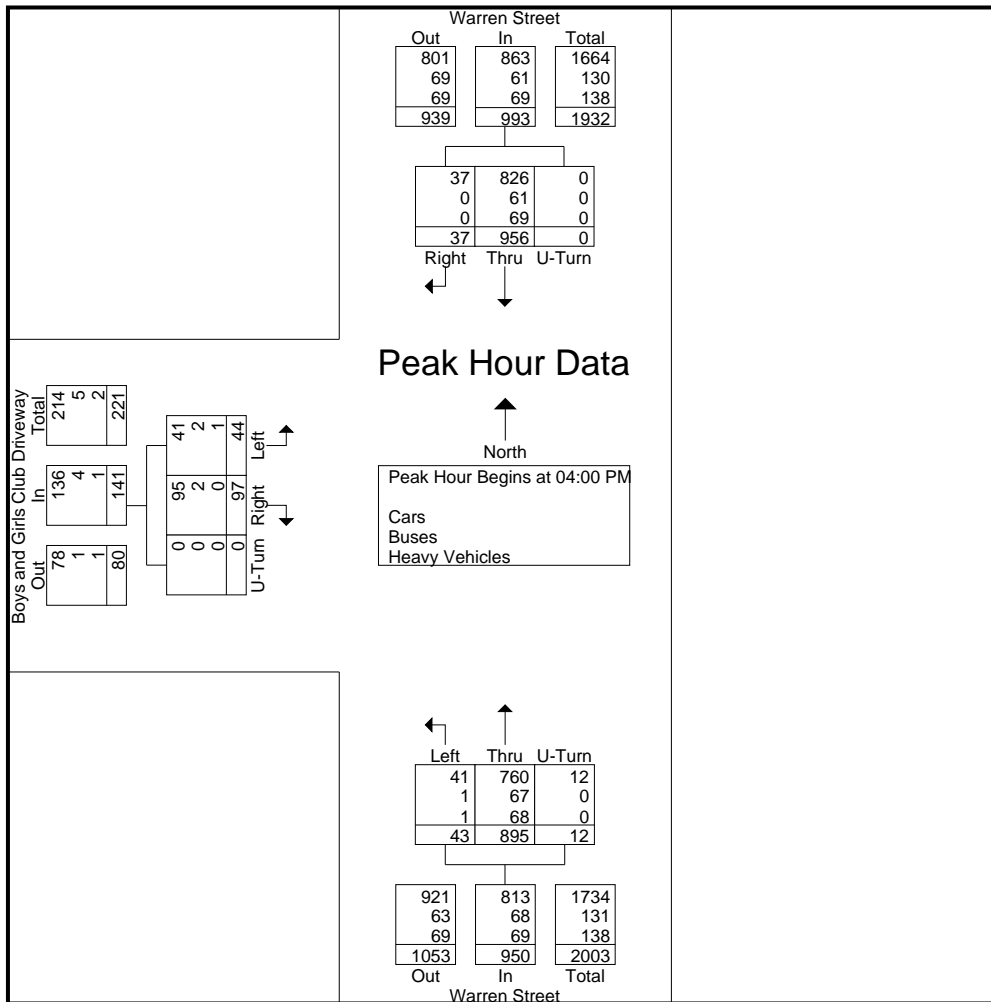 Warren Street
Out In Total
801 863 1664
69 61 130
69 69 138
939 993 1932
37 826 0
0 61 0
0 69 0
37 956 0
Right Thru U-Turn
Peak Hour Data
North
Peak Hour Begins at 04:00 PM
Cars
Buses
Heavy Vehicles
Boys and Girls Club Driveway
Out In Total
78 136 214
1 4 5
1 1 2
80 141 221
0 95 41
0 2 2
0 0 1
0 97 44
U-Turn Right Left
Left Thru U-Turn
41 760 12
1 67 0
1 68 0
43 895 12
921 813 1734
63 68 131
69 69 138
1053 950 2003
Out In Total
Warren Street